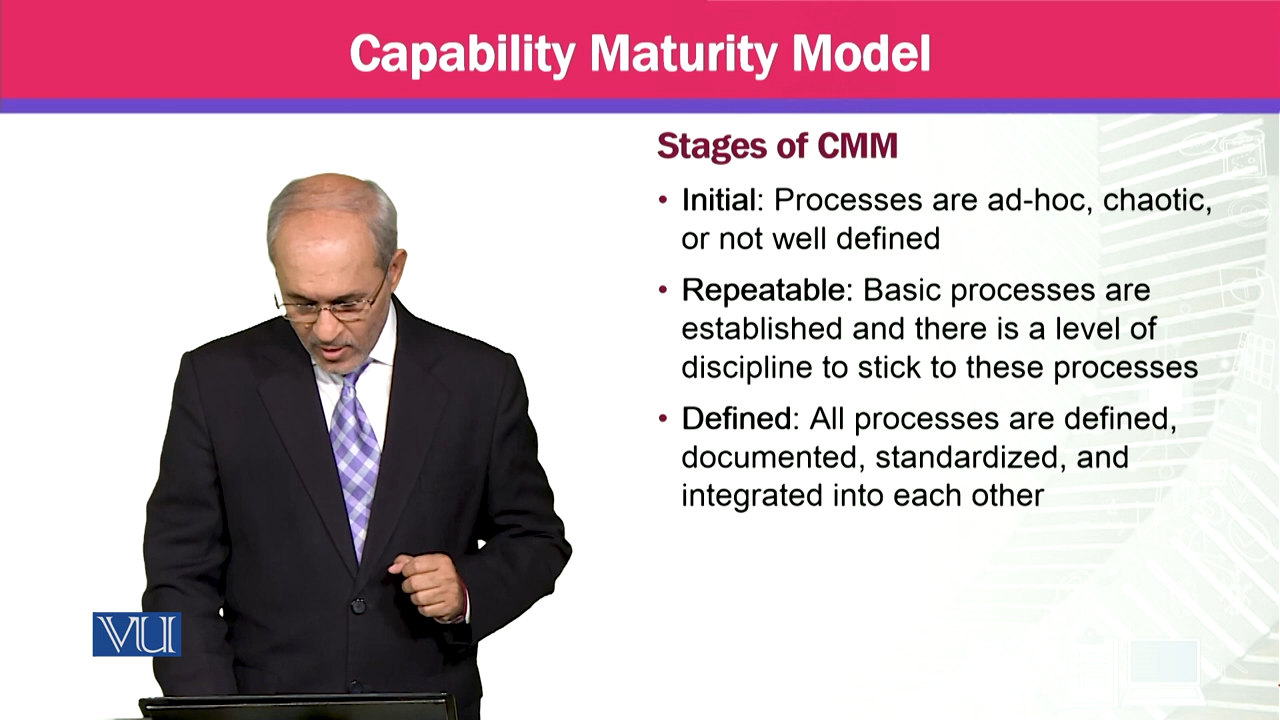 Capability Maturity Model
Stages of CMM
• Initial: Processes are ad-hoc, chaotic,
or not well defined
• Repeatable: Basic processes are
established and there is a level of
discipline to stick to these processes
• Defined: All processes are defined,
documented, standardized, and
integrated into each other
VU